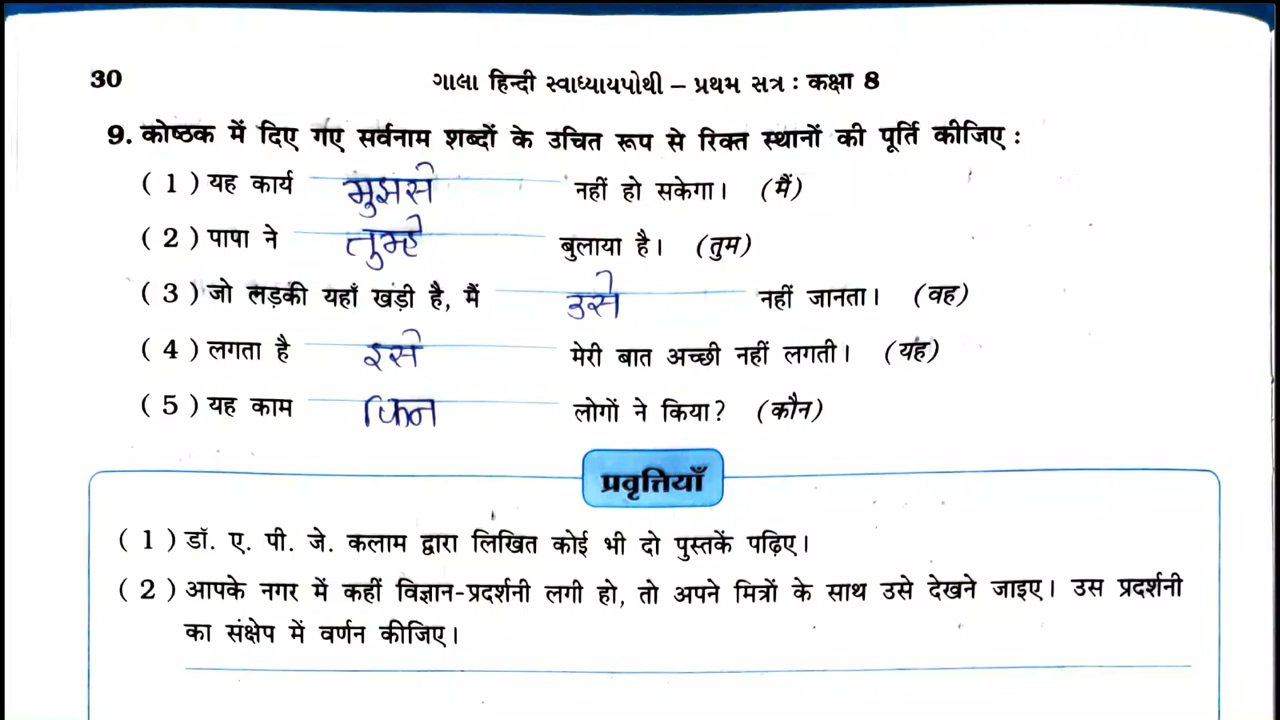 30 गाला हिन्दी स्वाध्यायपोथी – प्रथम सत्र : कक्षा 8
9. कोष्ठक में दिए गए सर्वनाम शब्दों के उचित रूप से रिक्त स्थानों की पूर्ति कीजिए :
( 1 ) यह कार्य मुझसे नहीं हो सकेगा। (मैं)
( 2 ) पापा ने तुम्हे बुलाया है। (तुम)
( 3 ) जो लड़की यहाँ खड़ी है, मैं उसे नहीं जानता। (वह)
( 4 ) लगता है इसे मेरी बात अच्छी नहीं लगती। (यह)
( 5 ) यह काम किन लोगों ने किया? (कौन)
प्रवृत्तियाँ
( 1 ) डॉ. ए. पी. जे. कलाम द्वारा लिखित कोई भी दो पुस्तकें पढ़िए।
( 2 ) आपके नगर में कहीं विज्ञान-प्रदर्शनी लगी हो, तो अपने मित्रों के साथ उसे देखने जाइए। उस प्रदर्शनी
का संक्षेप में वर्णन कीजिए।